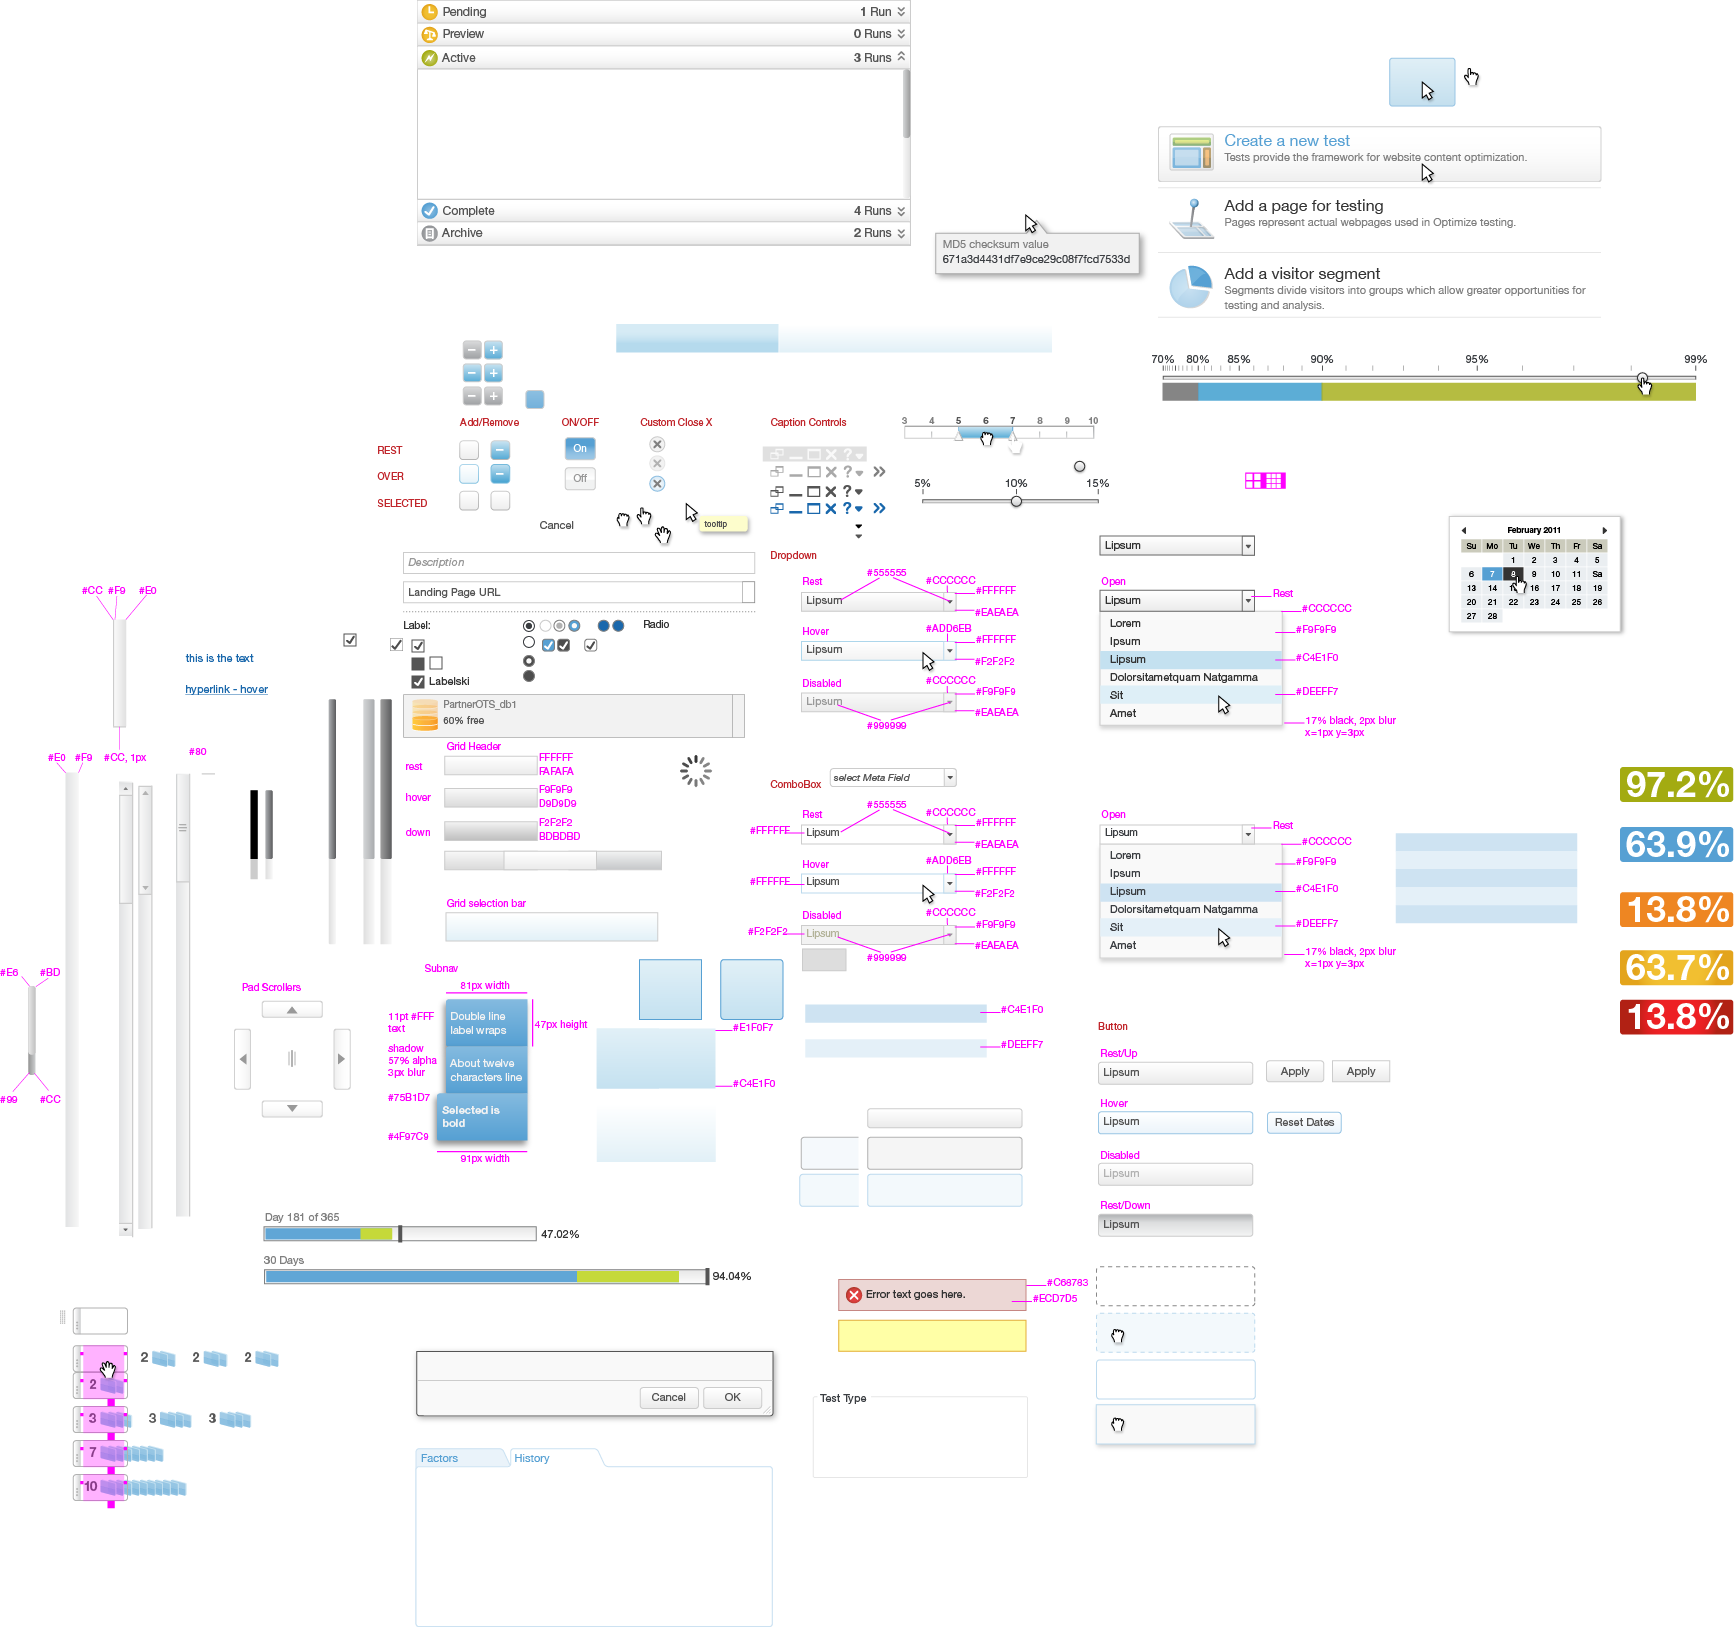 Pending 1 Run
Preview 0 Runs
Active 3 Runs
Complete 4 Runs
Archive 2 Runs
MD5 checksum value
671a3d4431df7e9ce29c08f7fcd7533d
Create a new test
Tests provide the framework for website content optimization.
Add a page for testing
Pages represent actual webpages used in Optimize testing.
Add a visitor segment
Segments divide visitors into groups which allow greater opportunities for
testing and analysis.
70% 80% 85% 90% 95% 99%
Add/Remove
ON/OFF
Custom Close X
Caption Controls
REST
OVER
SELECTED
On
Off
3 4 5 6 7 8 9 10
5% 10% 15%
Cancel
tooltip
Description
Landing Page URL
Label:
Radio
Labelski
PartnerOTS_db1
60% free
#CC #F9 #E0
this is the text
hyperlink - hover
#E0 #F9 #CC, 1px
#80
#E6 #BD
#99 #CC
Grid Header
rest
FFFFFF
FAFAFA
hover
F9F9F9
D9D9D9
down
F2F2F2
BDBDBD
Grid selection bar
Dropdown
Rest
#555555
#CCCCCC
#FFFFFF
Lipsum
#EAEAEA
Hover
#ADD6EB
#FFFFFF
Lipsum
#F2F2F2
Disabled
#CCCCCC
#F9F9F9
Lipsum
#EAEAEA
#999999
Lipsum
Open
Rest
Lipsum
#CCCCCC
Lorem
#F9F9F9
Ipsum
Lipsum
#C4E1F0
Dolorsitametquam Natgamma
Sit
#DEEFF7
Amet
17% black, 2px blur
x=1px y=3px
February 2011
Su Mo Tu We Th Fr Sa
1 2 3 4 5
6 7 8 9 10 11 Sa
13 14 16 17 18 19
20 21 22 23 24 25 26
27 28
ComboBox
select Meta Field
Rest
#555555
#CCCCCC
#FFFFFF
#FFFFFF
Lipsum
#EAEAEA
Hover
#ADD6EB
#FFFFFF
#FFFFFF
Lipsum
#F2F2F2
Disabled
#CCCCCC
#F9F9F9
#F2F2F2
Lipsum
#EAEAEA
#999999
Open
Rest
Lipsum
#CCCCCC
Lorem
#F9F9F9
Ipsum
Lipsum
#C4E1F0
Dolorsitametquam Natgamma
Sit
#DEEFF7
Amet
17% black, 2px blur
x=1px y=3px
97.2%
63.9%
13.8%
63.7%
13.8%
Pad Scrollers
Subnav
81px width
11pt #FFF
text
shadow
57% alpha
3px blur
#75B1D7
#4F97C9
Double line
label wraps
About twelve
characters line
Selected is
bold
47px height
91px width
#E1F0F7
#C4E1F0
#C4E1F0
#DEEFF7
Button
Rest/Up
Lipsum
Apply
Apply
Hover
Lipsum
Reset Dates
Disabled
Lipsum
Rest/Down
Lipsum
Day 181 of 365
47.02%
30 Days
94.04%
Error text goes here.
#C68783
#ECD7D5
2 2 2
2
3 3 3
7
10
Cancel
OK
Test Type
Factors
History